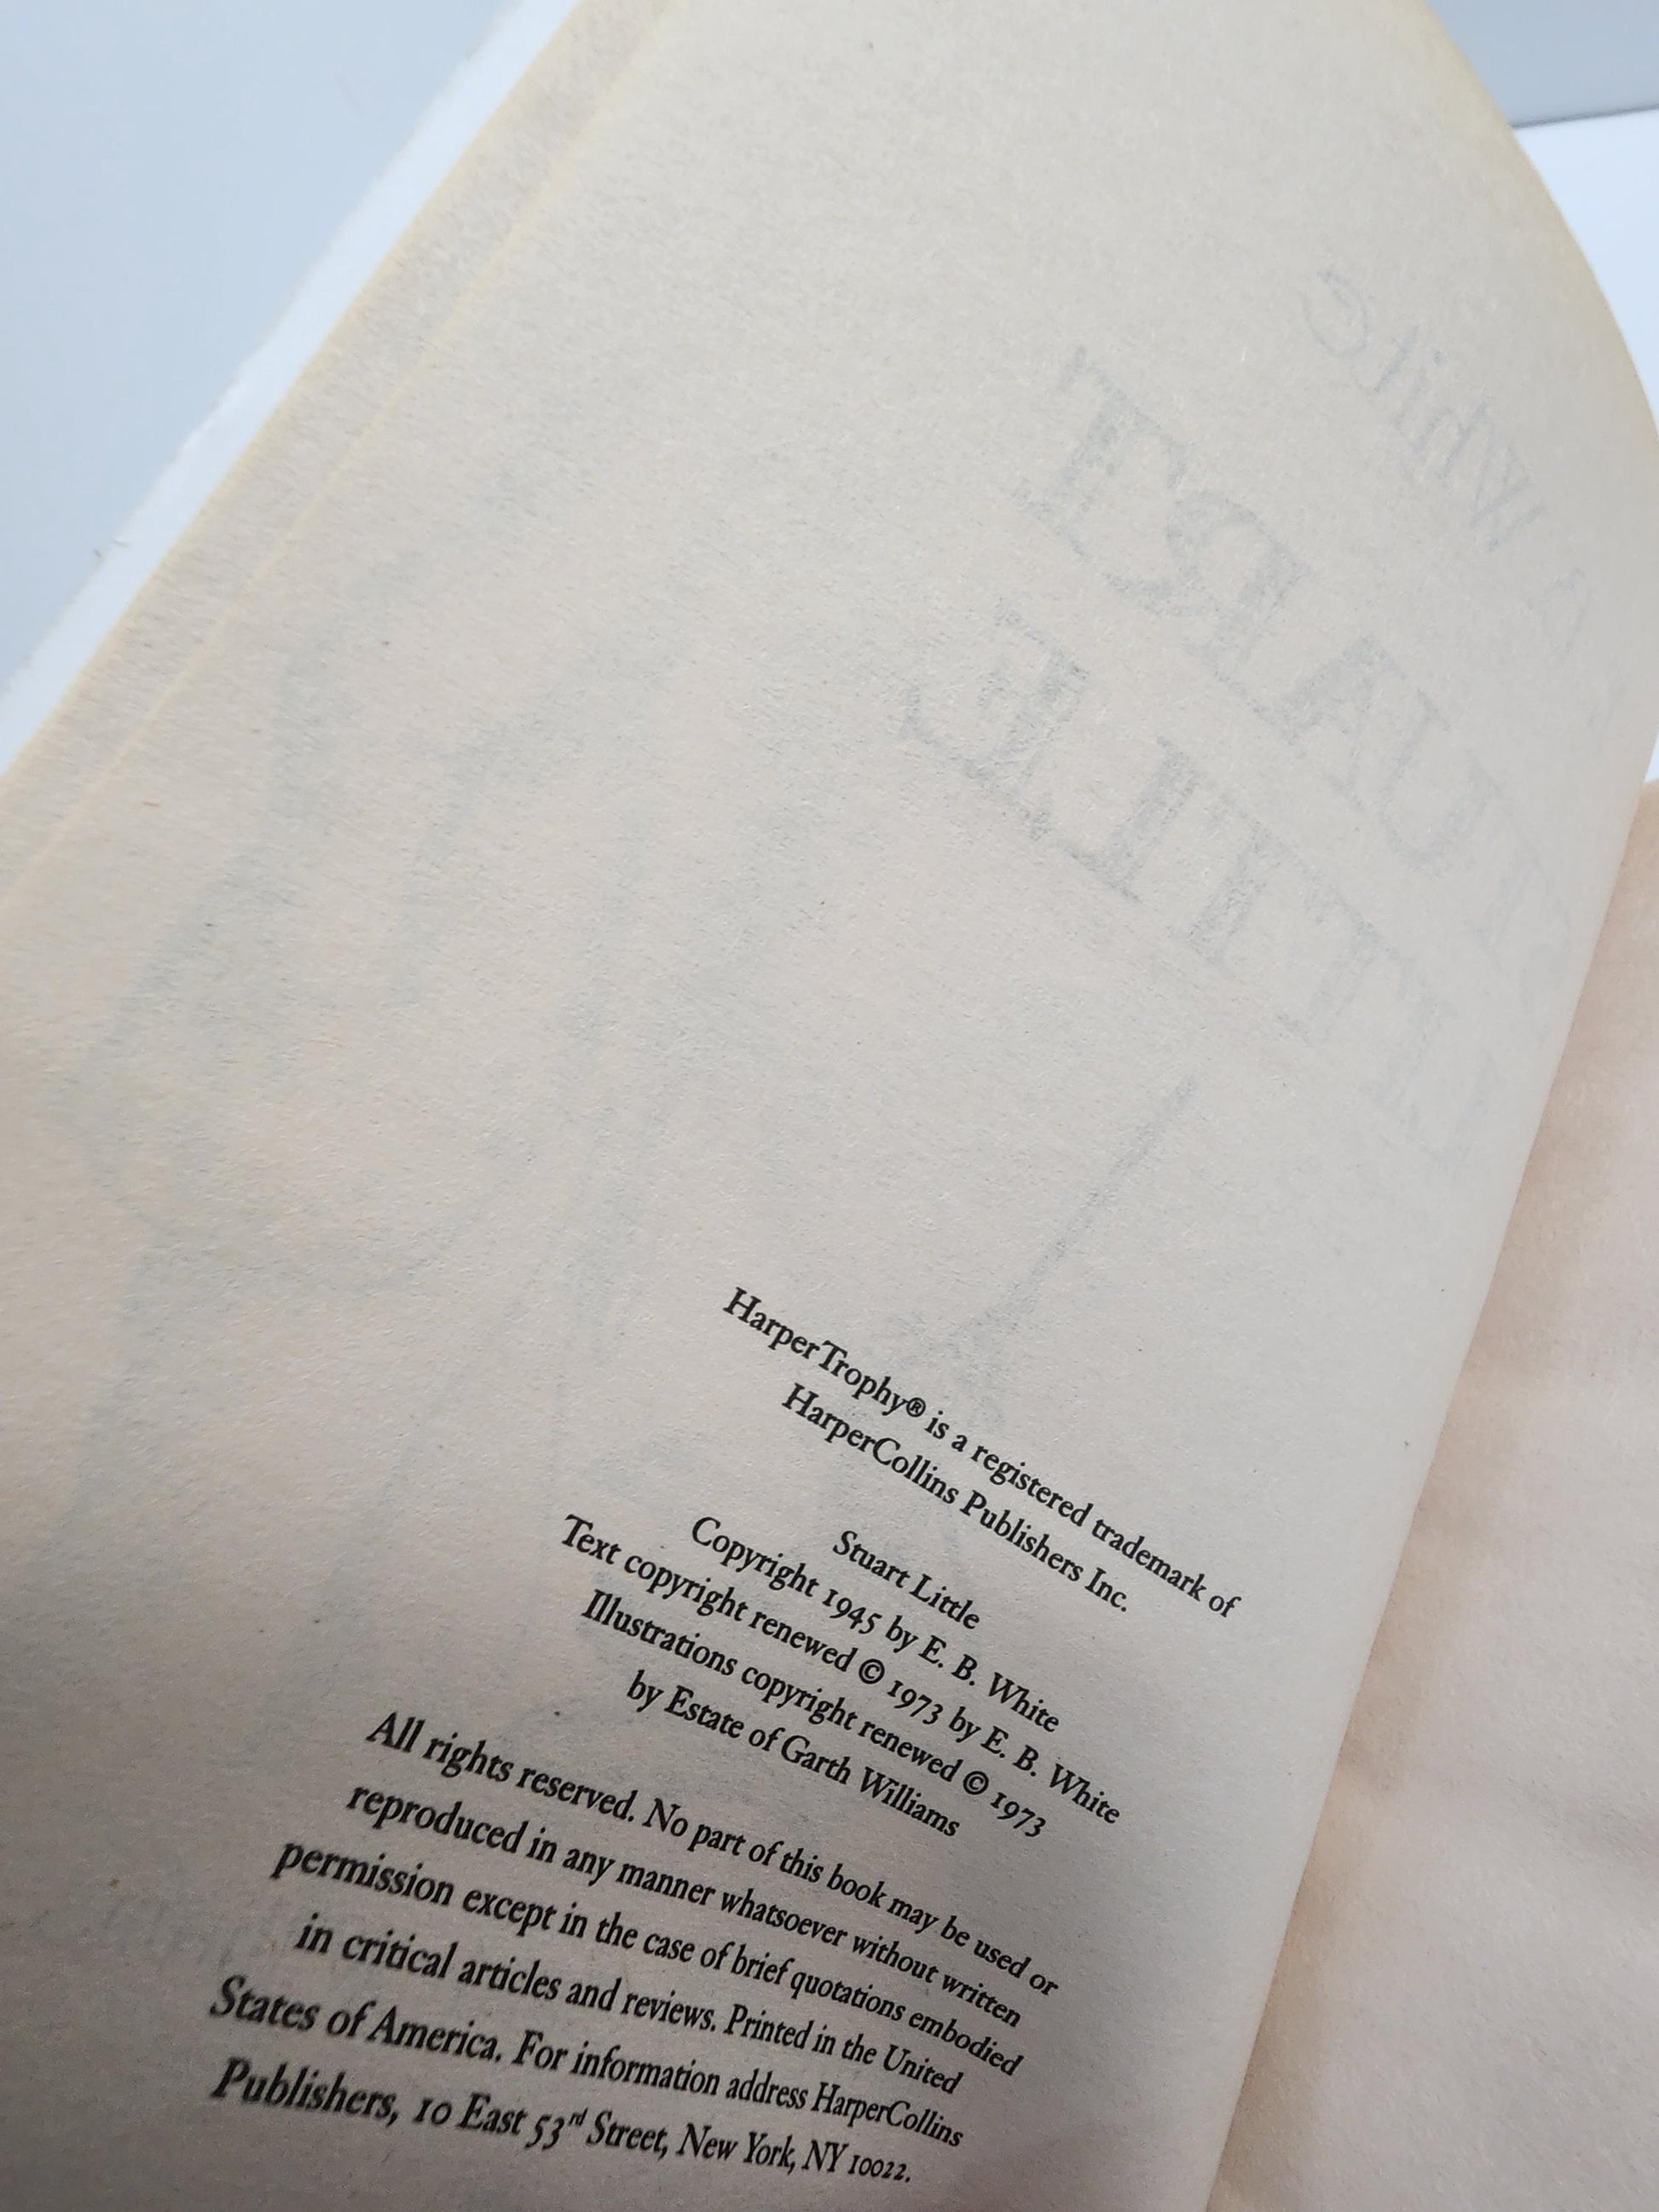 White
STUART
LITTLE
HarperTrophy® is a registered trademark of
HarperCollins Publishers Inc.
Stuart Little
Copyright 1945 by E. B. White
Text copyright renewed © 1973 by E. B. White
Illustrations copyright renewed © 1973
by Estate of Garth Williams
All rights reserved. No part of this book may be used or
reproduced in any manner whatsoever without written
permission except in the case of brief quotations embodied
in critical articles and reviews. Printed in the United
States of America. For information address HarperCollins
Publishers, 10 East 53rd Street, New York, NY 10022.